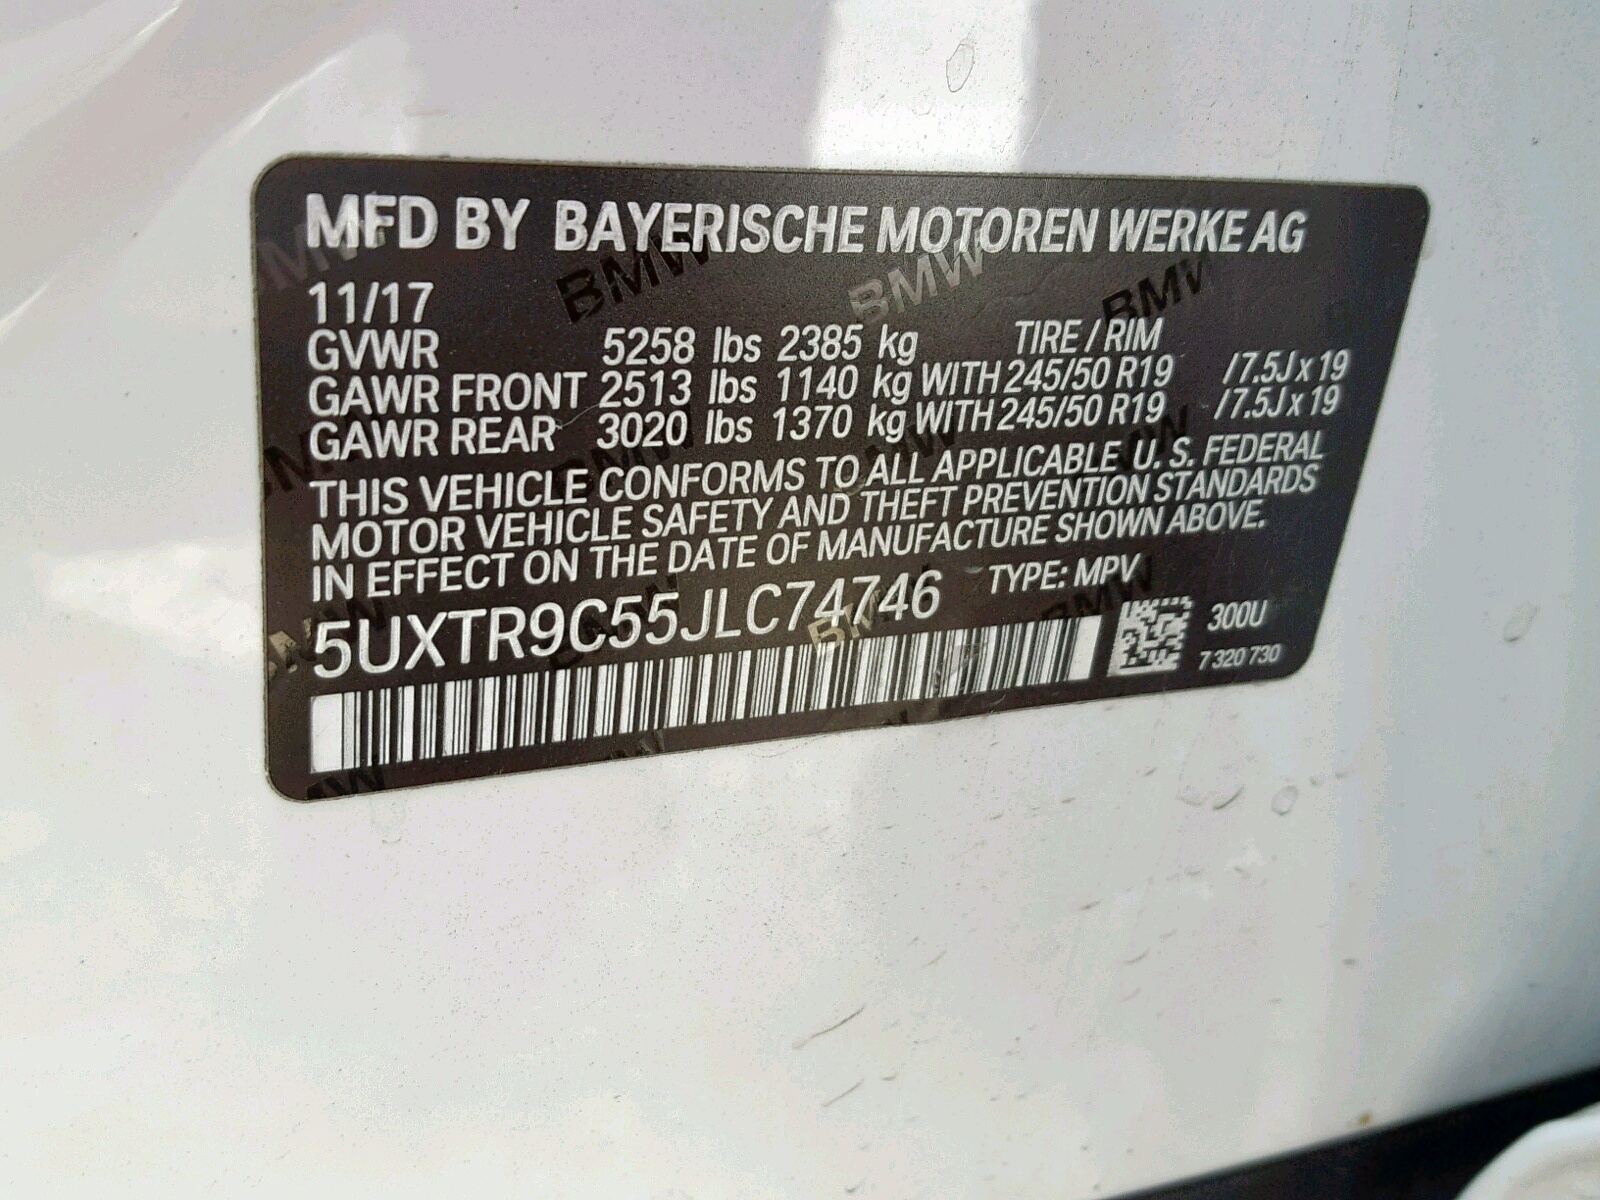 MFD BY BAYERISCHE MOTOREN WERKE AG
11/17
GVWR 5258 lbs 2385 kg TIRE / RIM
GAWR FRONT 2513 lbs 1140 kg WITH 245/50 R19 / 7.5J x 19
GAWR REAR 3020 lbs 1370 kg WITH 245/50 R19 / 7.5J x 19
THIS VEHICLE CONFORMS TO ALL APPLICABLE U. S. FEDERAL
MOTOR VEHICLE SAFETY AND THEFT PREVENTION STANDARDS
IN EFFECT ON THE DATE OF MANUFACTURE SHOWN ABOVE.
5UXTR9C55JLC74746 TYPE: MPV
300U
7 320 730